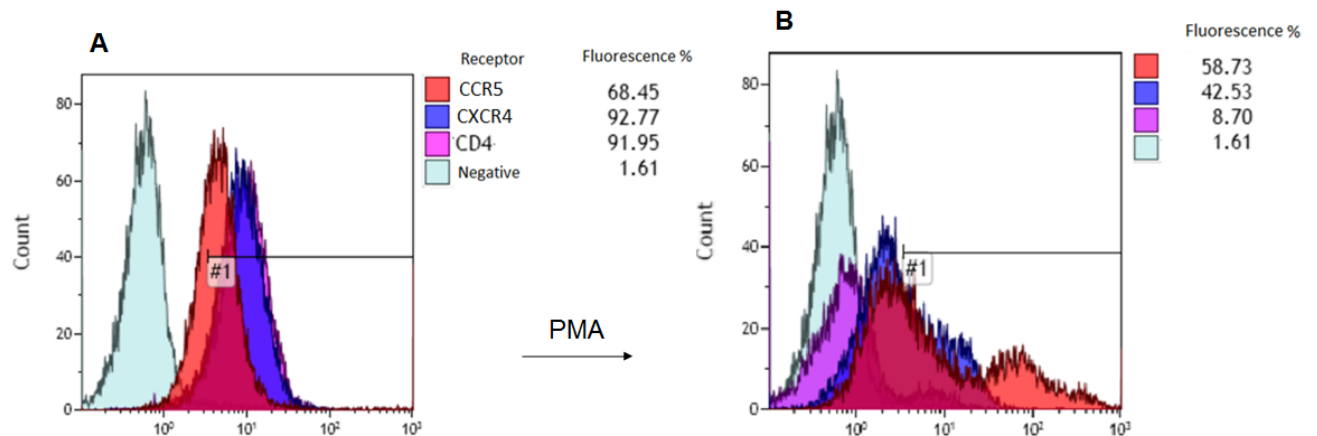 A
Receptor Fluorescence %
CCR5 68.45
CXCR4 92.77
CD4 91.95
Negative 1.61
80
60
40
20
0
Count
#1
10⁰ 10¹ 10² 10³
PMA
B
Fluorescence %
58.73
42.53
8.70
1.61
80
60
40
20
0
Count
#1
10⁰ 10¹ 10² 10³